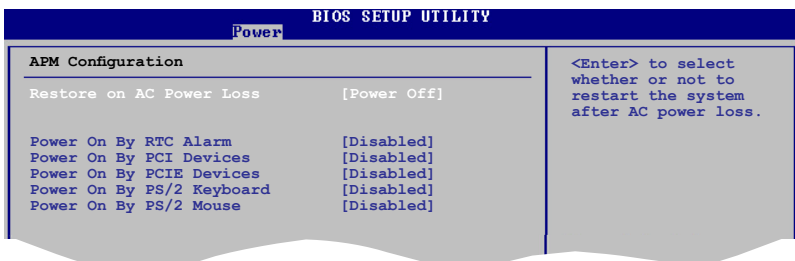 BIOS SETUP UTILITY
Power
APM Configuration
Restore on AC Power Loss [Power Off]
Power On By RTC Alarm [Disabled]
Power On By PCI Devices [Disabled]
Power On By PCIE Devices [Disabled]
Power On By PS/2 Keyboard [Disabled]
Power On By PS/2 Mouse [Disabled]
<Enter> to select
whether or not to
restart the system
after AC power loss.